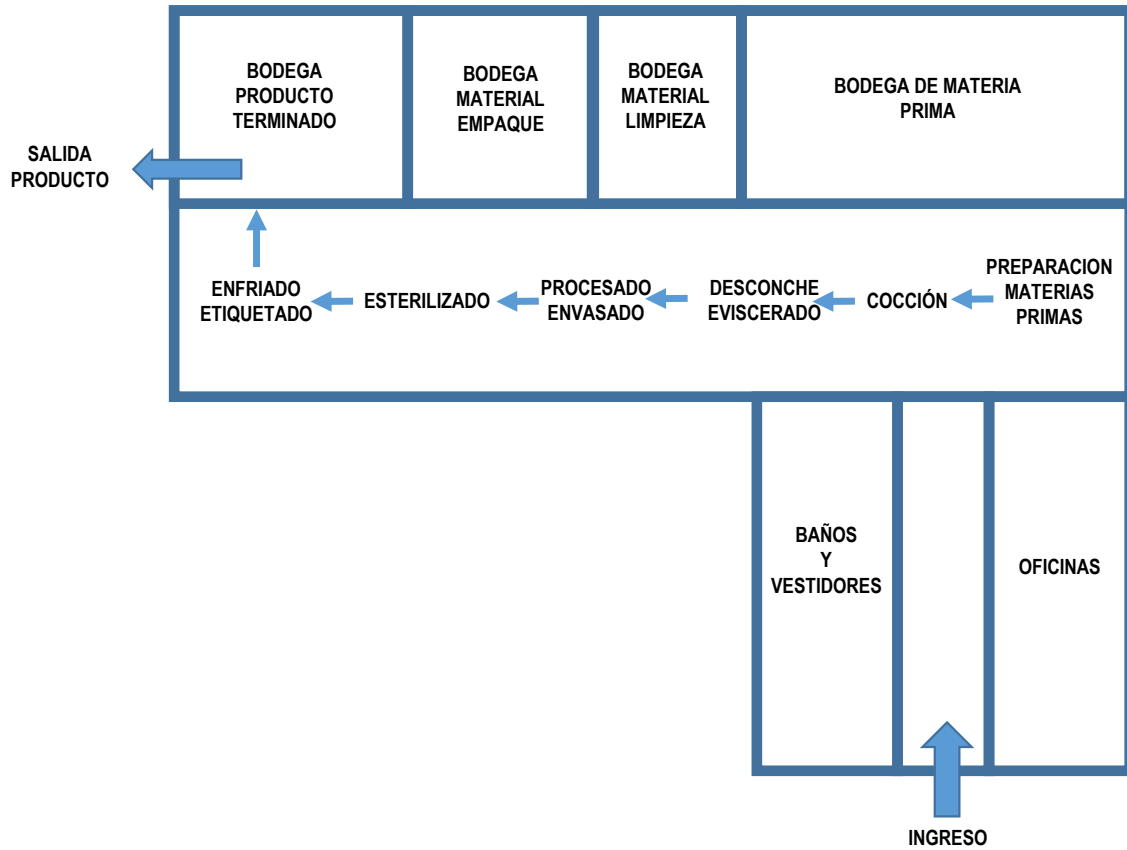 BODEGA
PRODUCTO
TERMINADO
BODEGA
MATERIAL
EMPAQUE
BODEGA
MATERIAL
LIMPIEZA
BODEGA DE MATERIA
PRIMA
SALIDA
PRODUCTO
ENFRIADO
ETIQUETADO
ESTERILIZADO
PROCESADO
ENVASADO
DESCONCHE
EVISCERADO
COCCIÓN
PREPARACION
MATERIAS
PRIMAS
BAÑOS
Y
VESTIDORES
OFICINAS
INGRESO